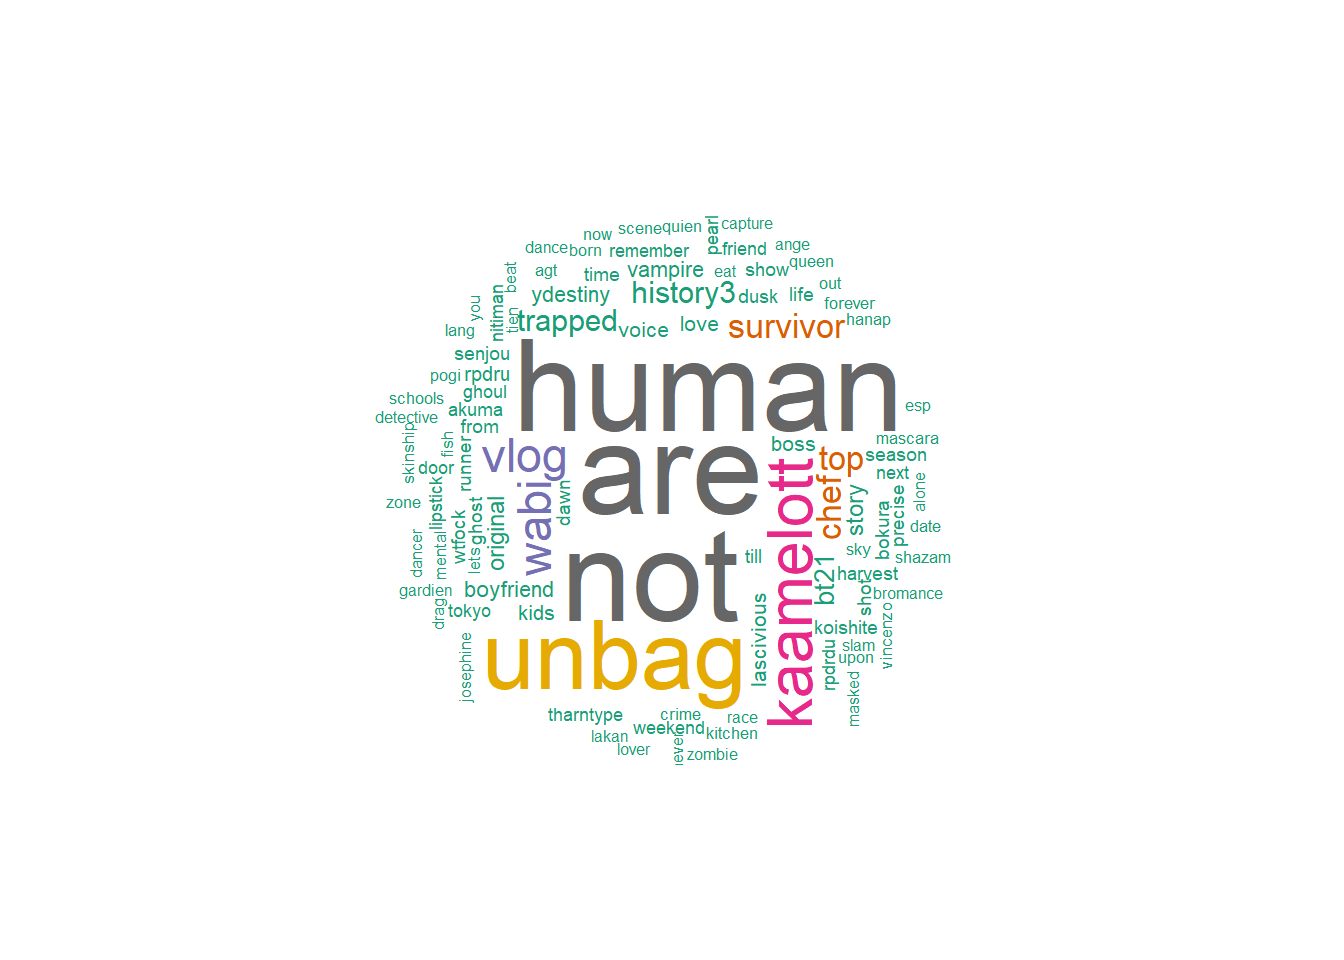 now
scene
quien
pearl
capture
dance
born
remember
friend
ange
agt
time
vampire
eat
show
queen
beat
ydestiny
history3
dusk
life
out
forever
you
nitiman
tien
trapped
voice
love
survivor
hanap
lang
senjou
human
pogi
rpdru
schools
ghoul
akuma
esp
detective
from
are
skinship
fish
door
runner
vlog
boss
top
mascara
season
next
zone
lipstick
wabi
dawn
kaamelott
chef
story
alone
precise
bokura
date
original
ghost
wtfock
lets
mental
dancer
not
till
sky
shazam
bt21
harvest
gardien
boyfriend
shot
bromance
drag
tokyo
kids
lascivious
koishite
vincenzo
slam
upon
unbag
rpdrdu
josephine
masked
tharntype
crime
race
weekend
kitchen
lakan
lover
zombie